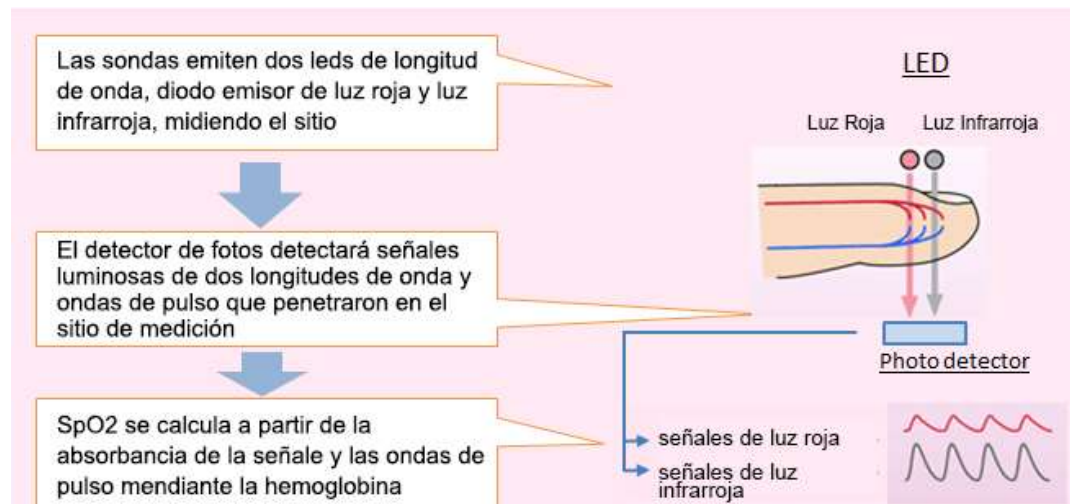 Las sondas emiten dos leds de longitud
de onda, diodo emisor de luz roja y luz
infrarroja, midiendo el sitio
LED
Luz Roja
Luz Infrarroja
El detector de fotos detectará señales
luminosas de dos longitudes de onda y
ondas de pulso que penetraron en el
sitio de medición
Photo detector
SpO2 se calcula a partir de la
absorbancia de la señale y las ondas de
pulso mendiante la hemoglobina
señales de luz roja
señales de luz
infrarroja